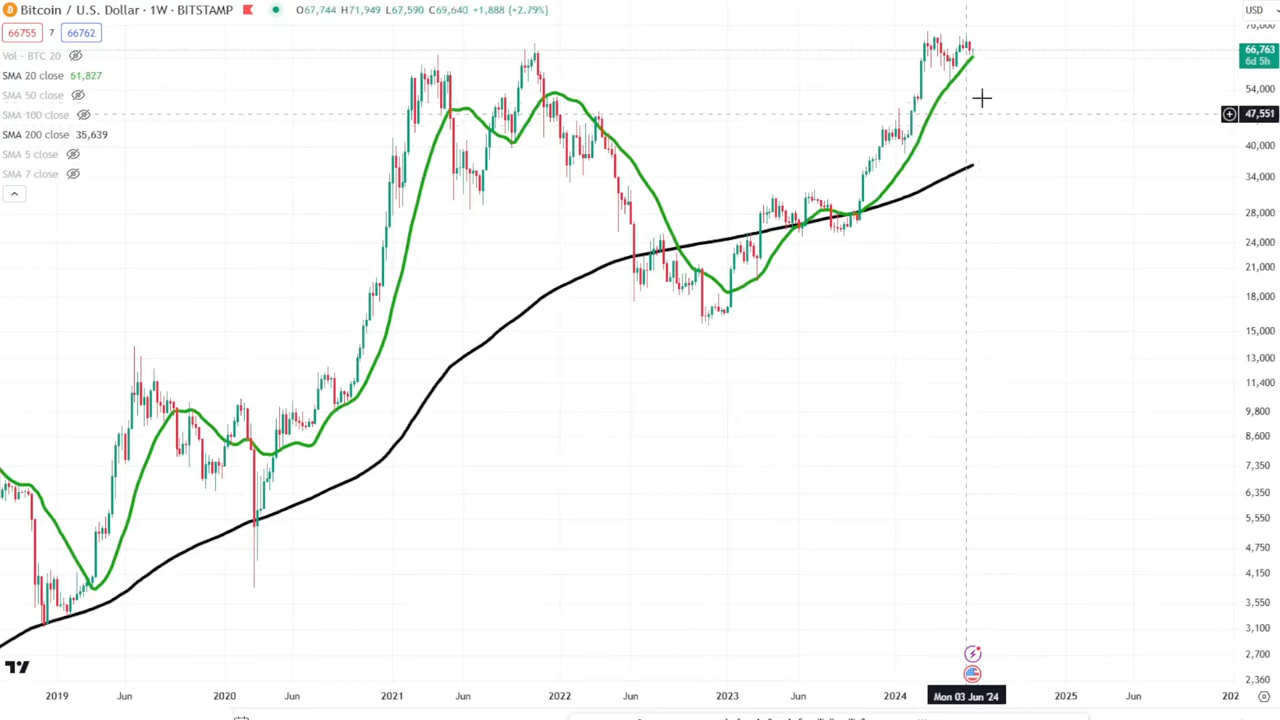 Bitcoin / U.S. Dollar · 1W · BITSTAMP O67,744 H71,949 L67,590 C69,640 +1,888 (+2.79%)
USD
66755 7 66762
Vol · BTC 20
SMA 20 close 61,827
SMA 50 close
SMA 100 close
SMA 200 close 35,639
SMA 5 close
SMA 7 close
70,000
66,763
6d 5h
54,000
47,551
40,000
34,000
28,000
24,000
21,000
18,000
15,000
13,000
11,400
9,800
8,600
7,350
6,350
5,550
4,750
4,150
3,550
3,100
2,700
2,360
2019 Jun 2020 Jun 2021 Jun 2022 Jun 2023 Jun 2024 Mon 03 Jun '24 2025 Jun 202